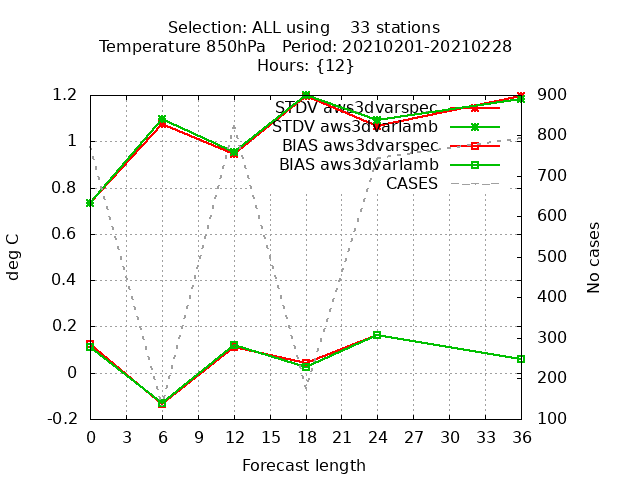 Selection: ALL using    33 stations
Temperature 850hPa   Period: 20210201-20210228
Hours: {12}
STDV aws3dvarspec
STDV aws3dvarlamb
BIAS aws3dvarspec
BIAS aws3dvarlamb
CASES
1.2
1
0.8
0.6
0.4
0.2
0
-0.2
deg C
900
800
700
600
500
400
300
200
100
No cases
0 3 6 9 12 15 18 21 24 27 30 33 36
Forecast length